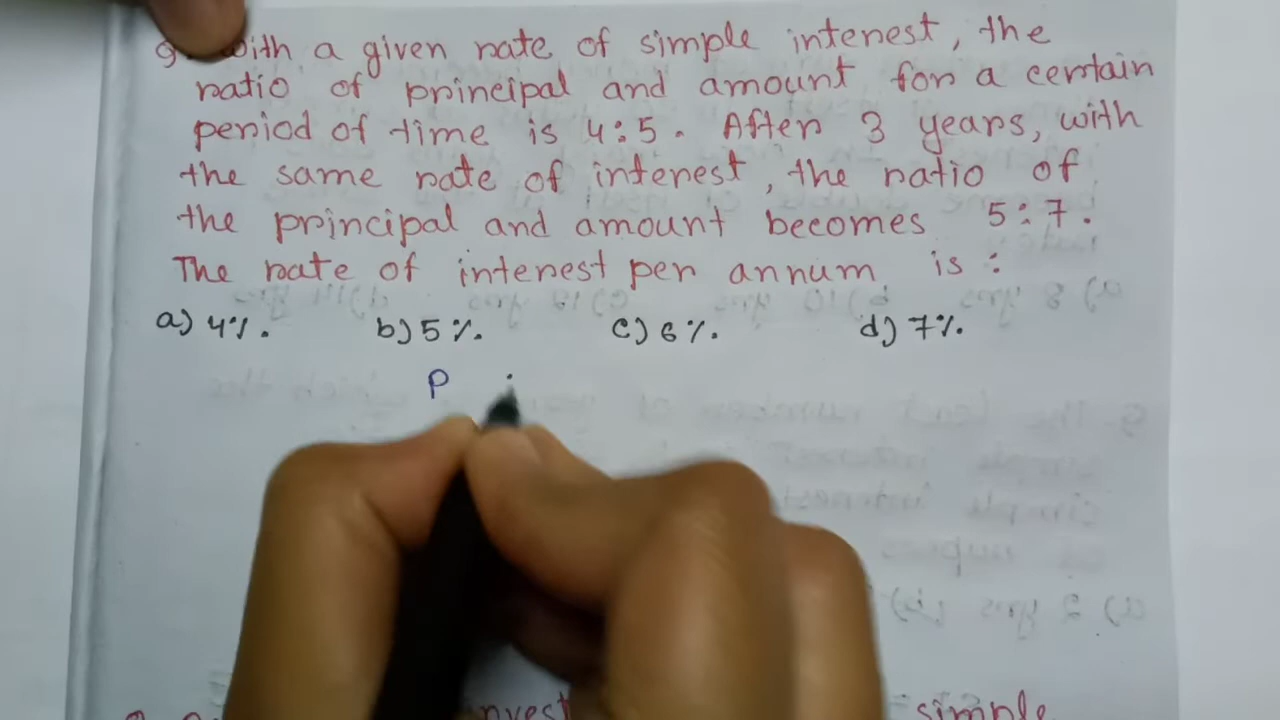 9. With a given rate of simple interest, the
ratio of principal and amount for a certain
period of time is 4:5. After 3 years, with
the same rate of interest, the ratio of
the principal and amount becomes 5:7.
The rate of interest per annum is :
a) 4%. b) 5%. c) 6%. d) 7%.
P
invest simple